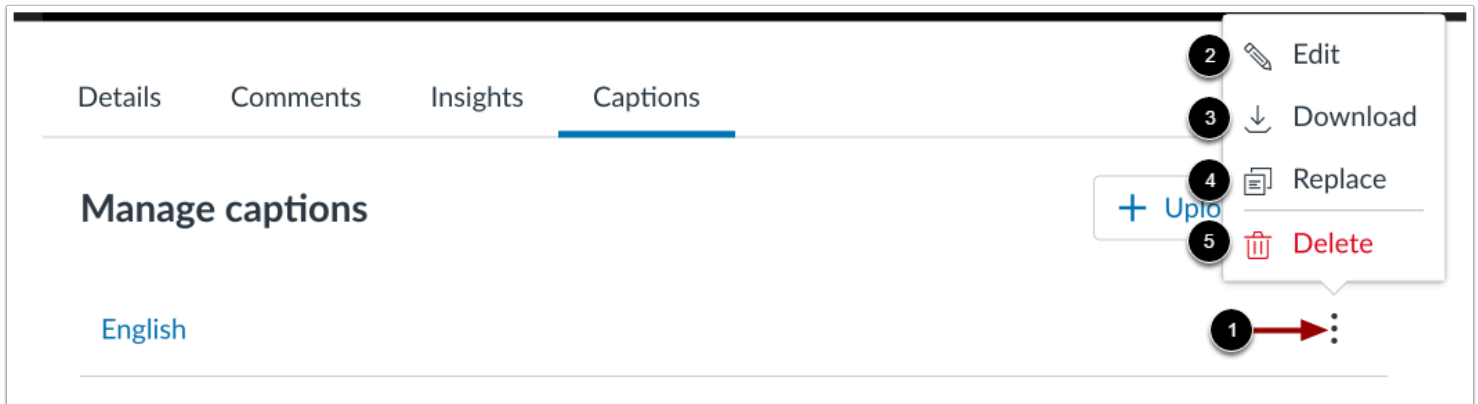 2 Edit
Details Comments Insights Captions
3 Download
Manage captions
4 Replace
+ Uplo
5 Delete
English
1